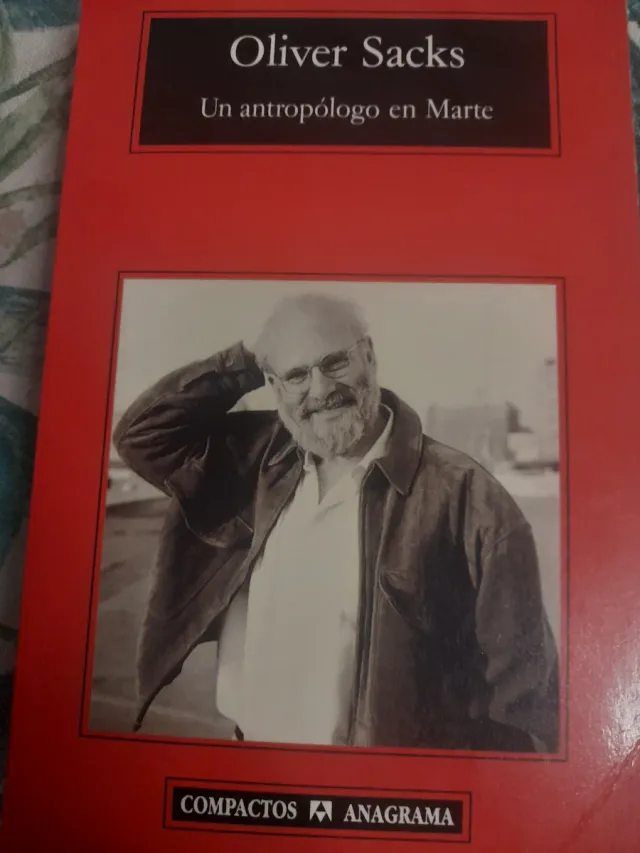 Oliver Sacks
Un antropólogo en Marte
COMPACTOS ANAGRAMA